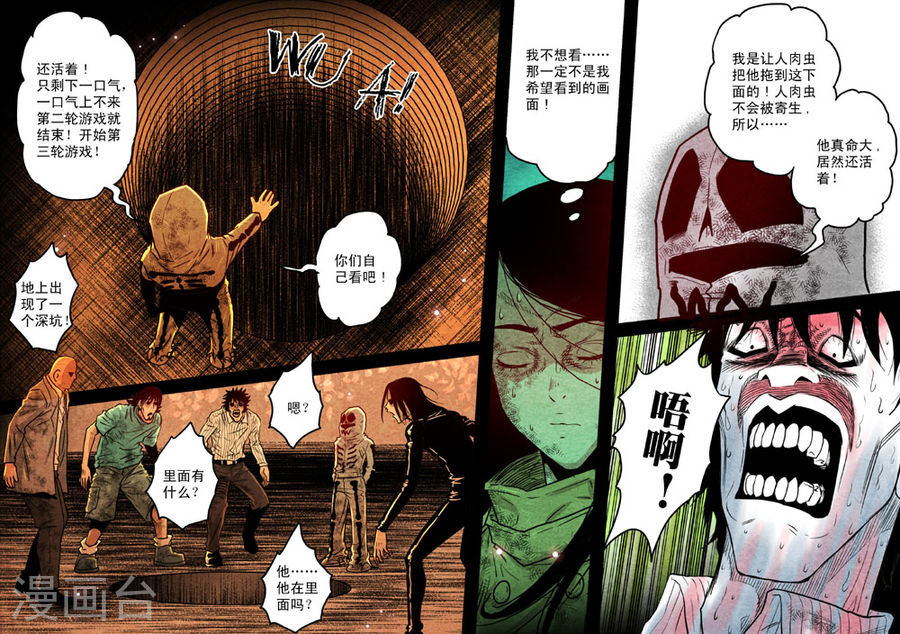 我是让人肉虫
把他拖到这下
面的！人肉虫
不会被寄生，
所以……
他真命大，
居然还活
着！
唔啊！
我不想看……
那一定不是我
希望看到的画
面！
WU
A!
还活着！
只剩下一口气，
一口气上不来
第二轮游戏就
结束！开始第
三轮游戏！
你们自
己看吧！
地上出
现了一
个深坑！
嗯？
里面有
什么？
他……
他在里
面吗？
漫画台